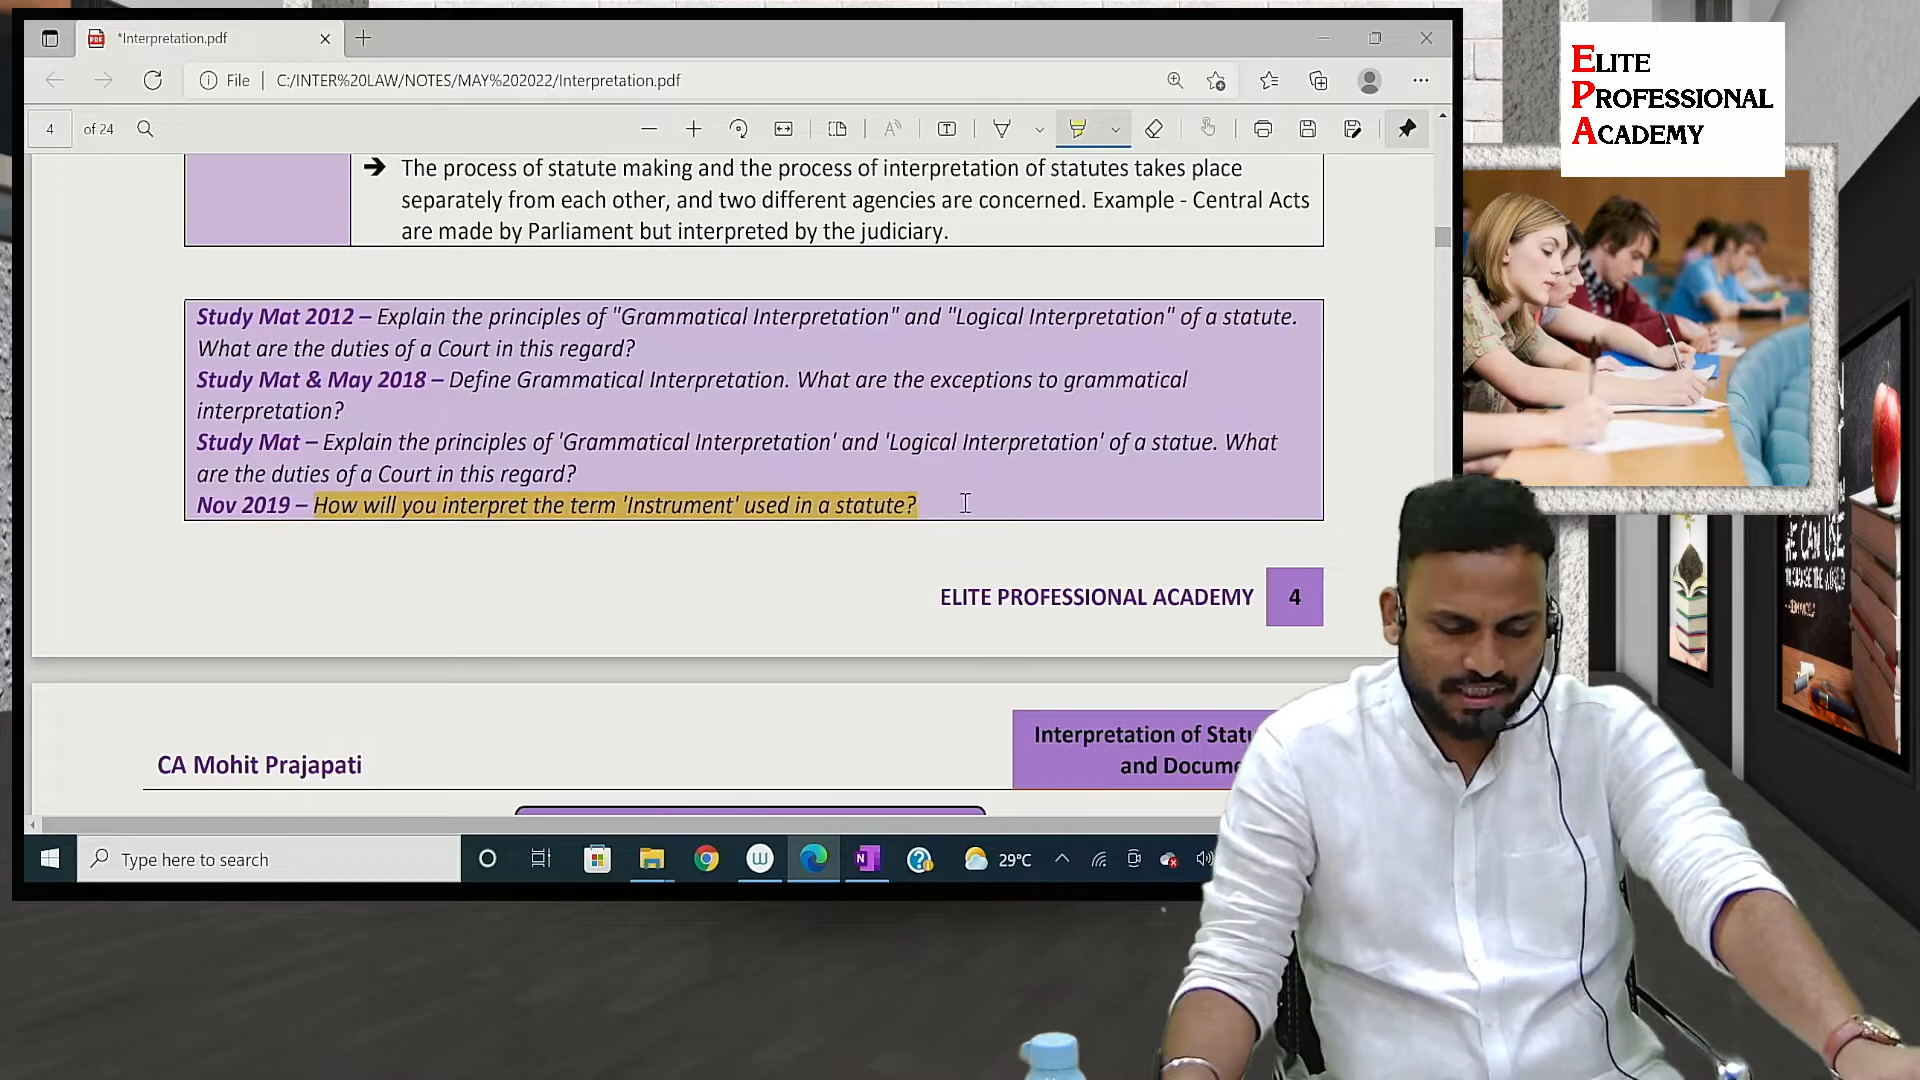 *Interpretation.pdf
File
C:/INTER%20LAW/NOTES/MAY%202022/Interpretation.pdf
4 of 24
ELITE
PROFESSIONAL
ACADEMY
➔ The process of statute making and the process of interpretation of statutes takes place
separately from each other, and two different agencies are concerned. Example - Central Acts
are made by Parliament but interpreted by the judiciary.
Study Mat 2012 – Explain the principles of "Grammatical Interpretation" and "Logical Interpretation" of a statute.
What are the duties of a Court in this regard?
Study Mat & May 2018 – Define Grammatical Interpretation. What are the exceptions to grammatical
interpretation?
Study Mat – Explain the principles of 'Grammatical Interpretation' and 'Logical Interpretation' of a statue. What
are the duties of a Court in this regard?
Nov 2019 – How will you interpret the term 'Instrument' used in a statute?
ELITE PROFESSIONAL ACADEMY 4
CA Mohit Prajapati
Interpretation of
and
Type here to search
29°C